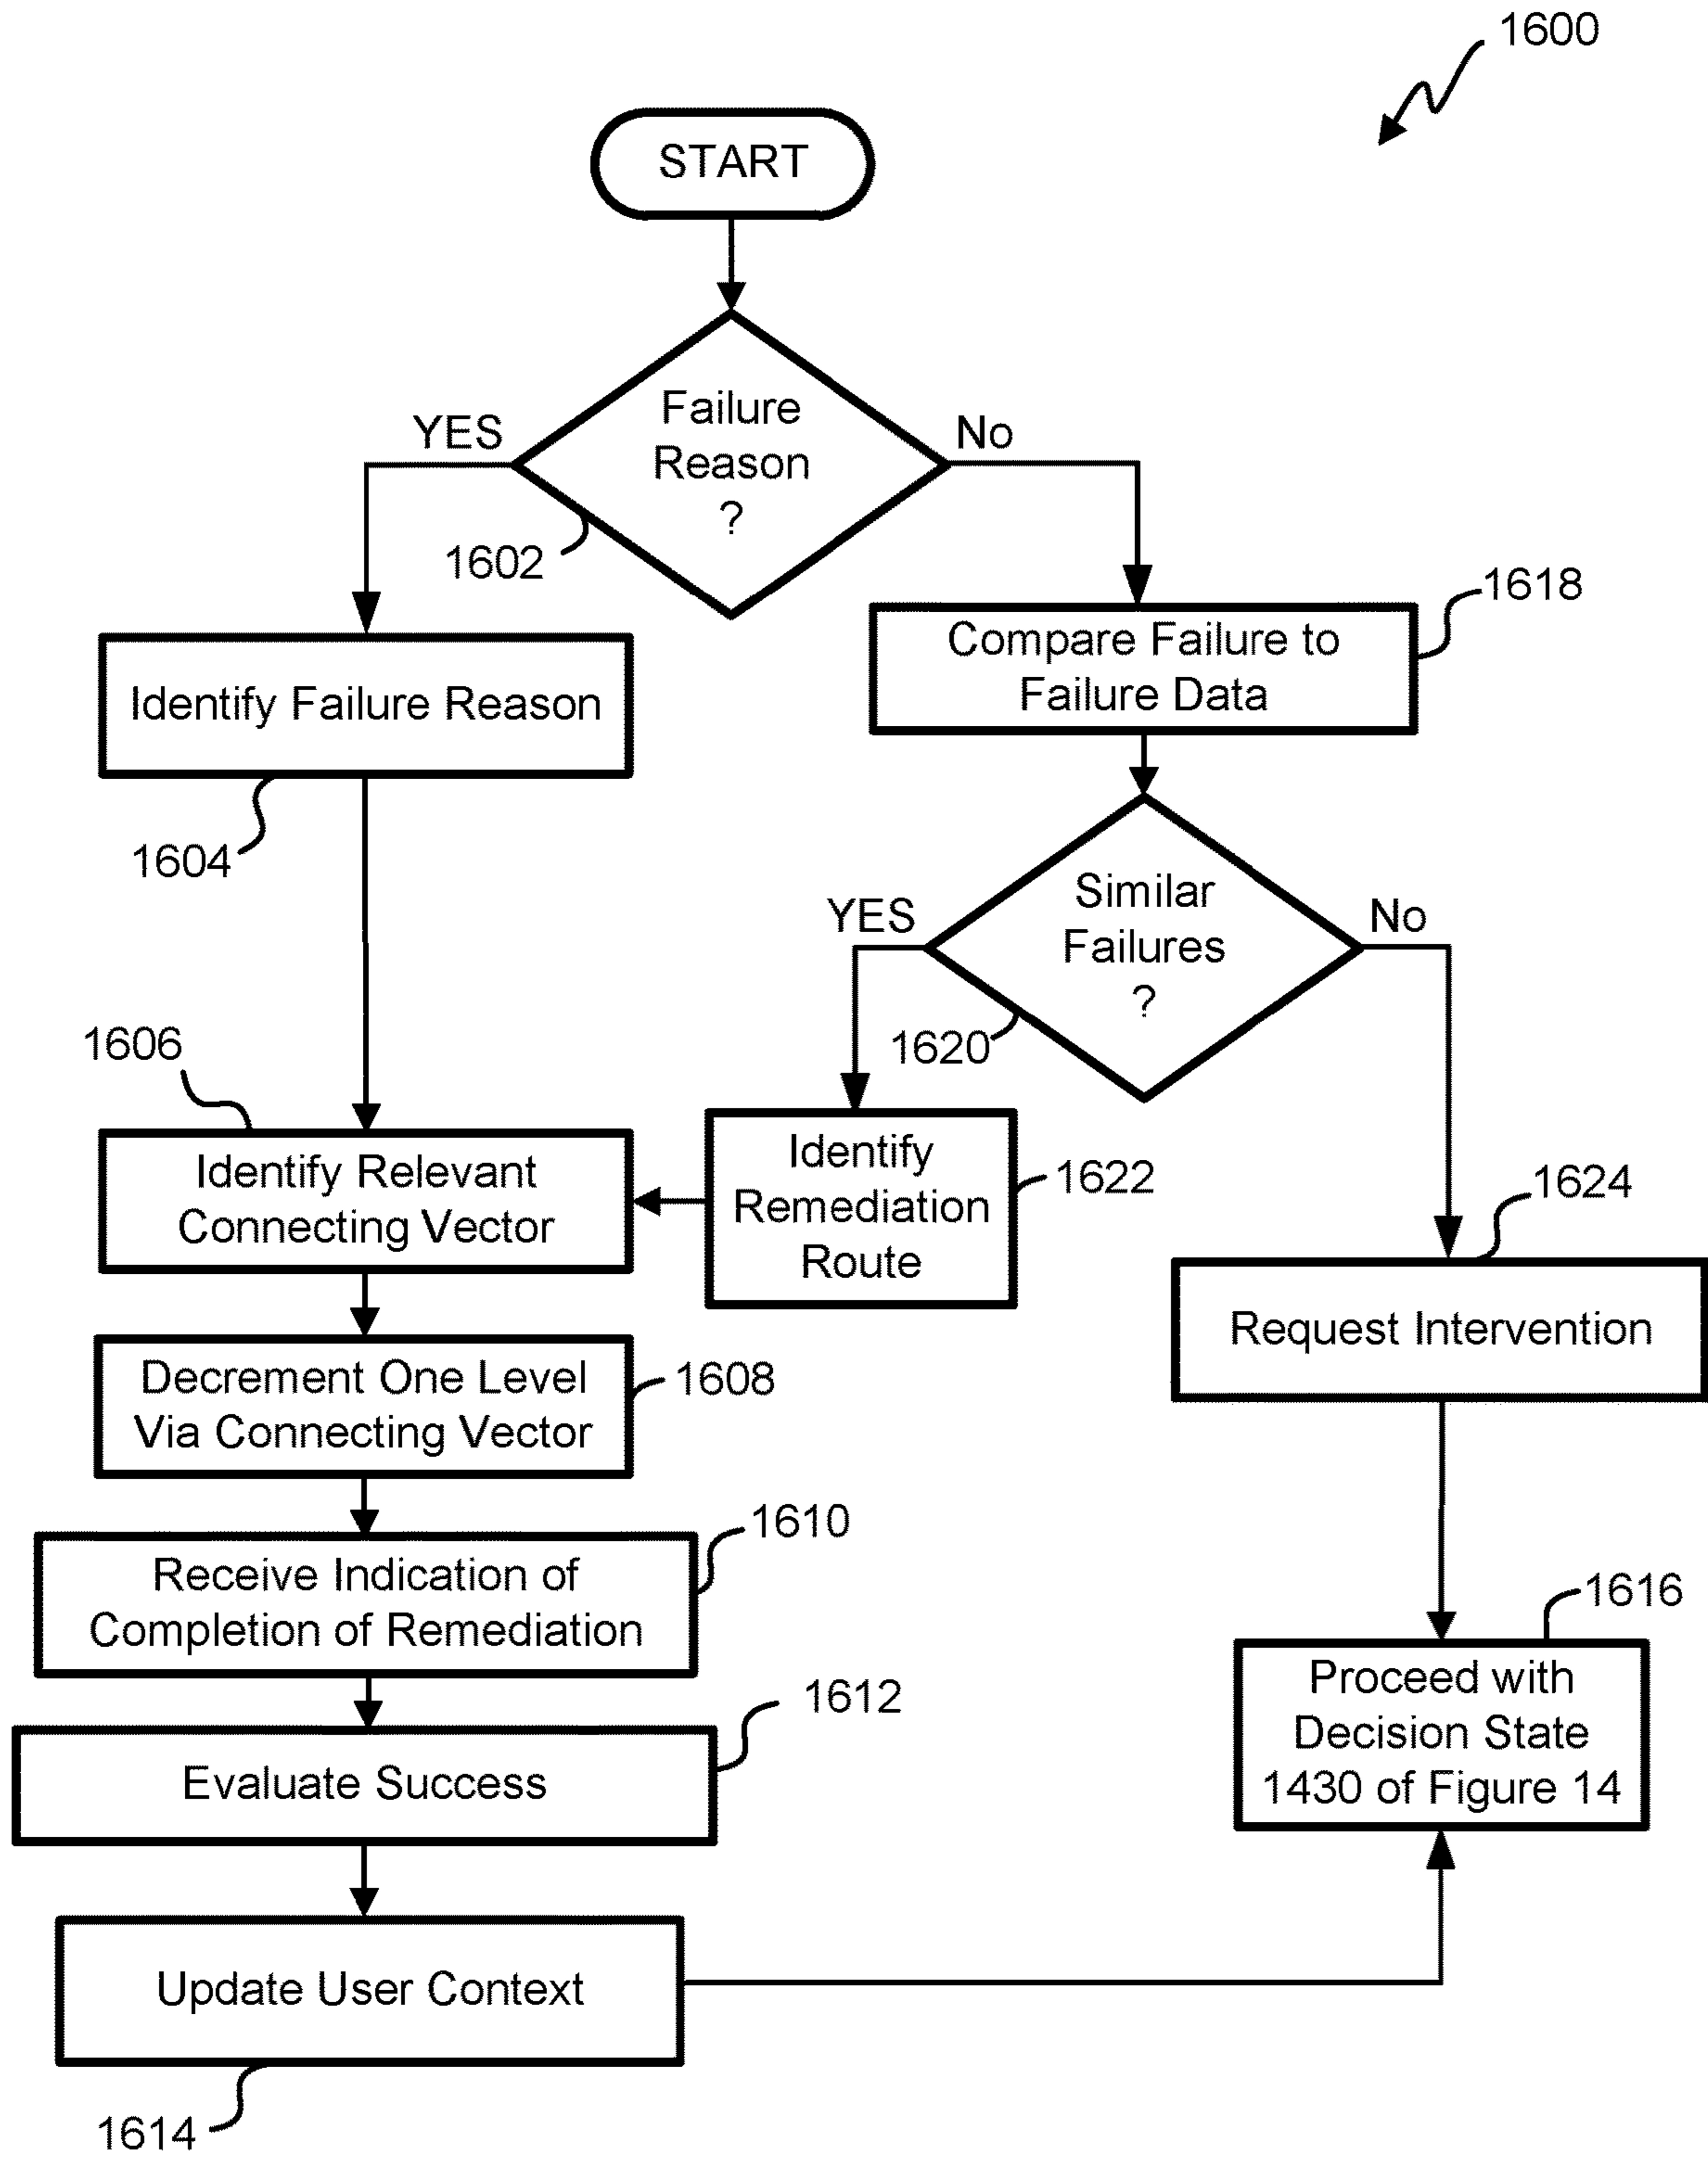 1600
START
Failure
Reason
?
YES
No
1602
1618
Compare Failure to
Failure Data
Identify Failure Reason
1604
Similar
Failures
?
YES
No
1620
1606
Identify Relevant
Connecting Vector
Identify
Remediation
Route
1622
1624
Request Intervention
Decrement One Level
Via Connecting Vector
1608
1610
Receive Indication of
Completion of Remediation
1616
Proceed with
Decision State
1430 of Figure 14
1612
Evaluate Success
Update User Context
1614